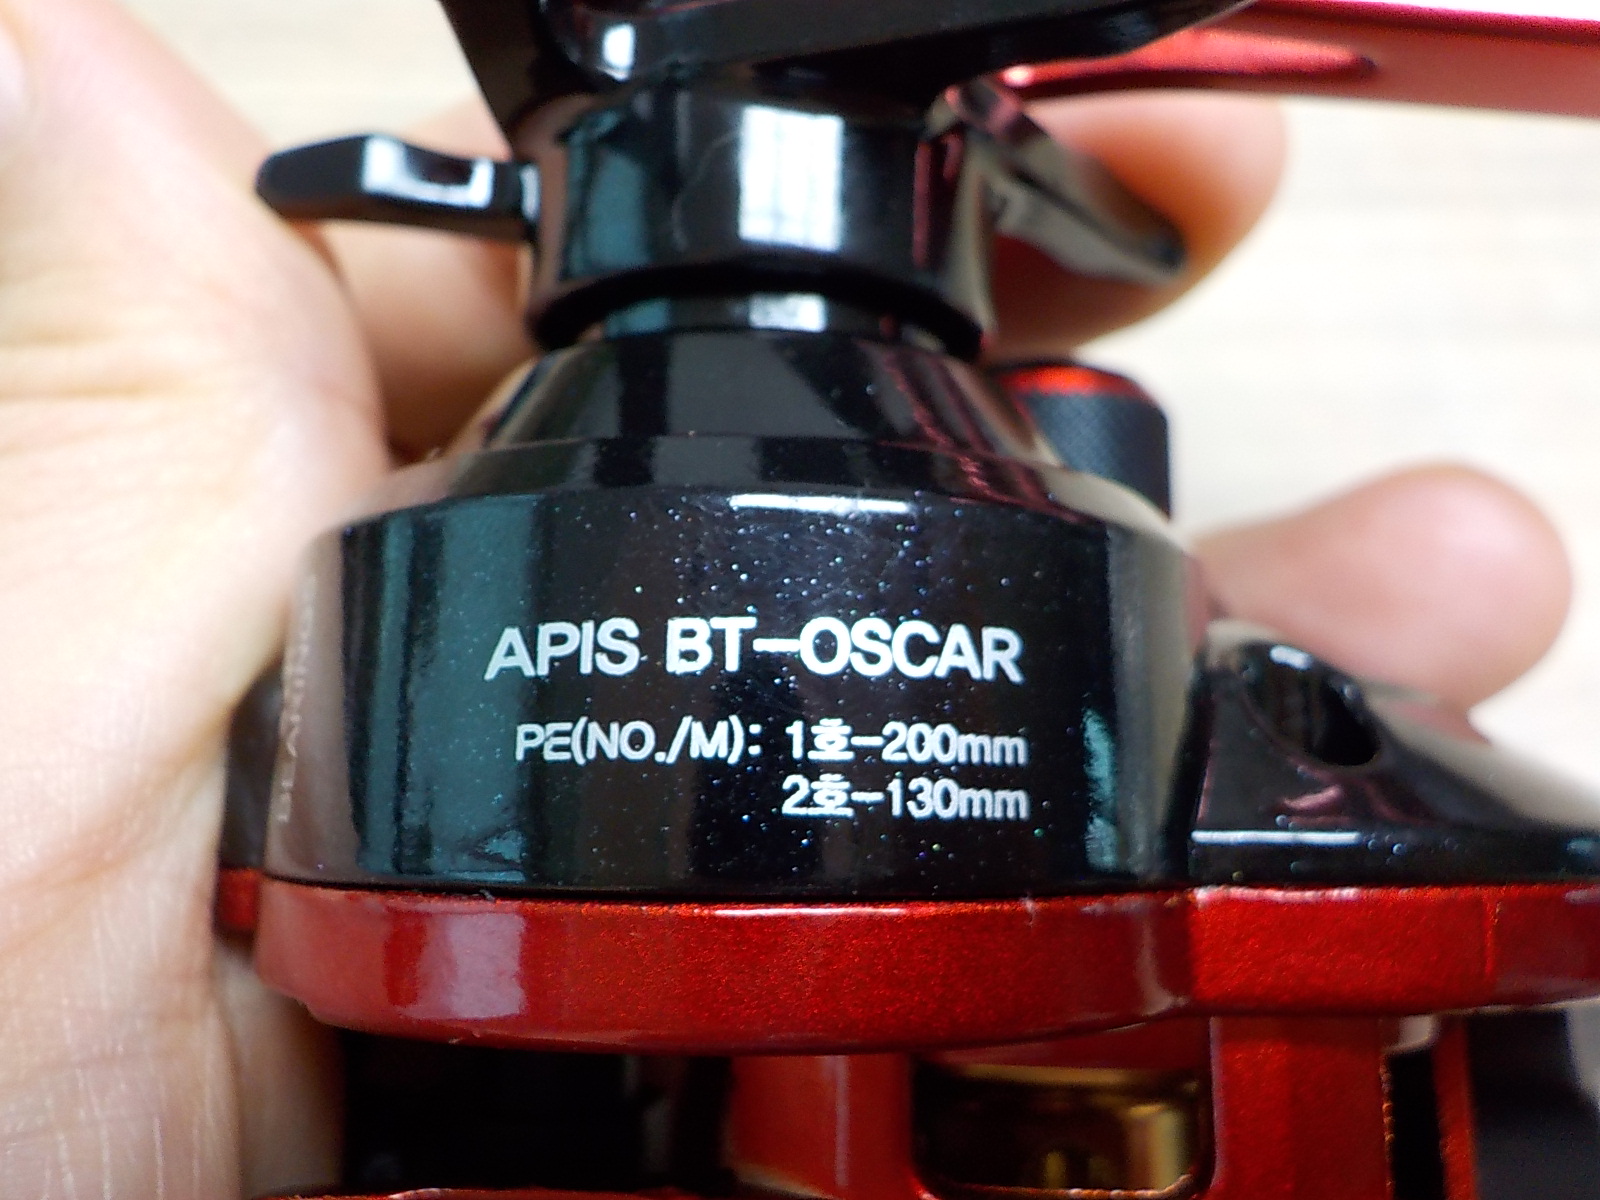 APIS BT-OSCAR
PE(NO./M): 1호-200mm
2호-130mm